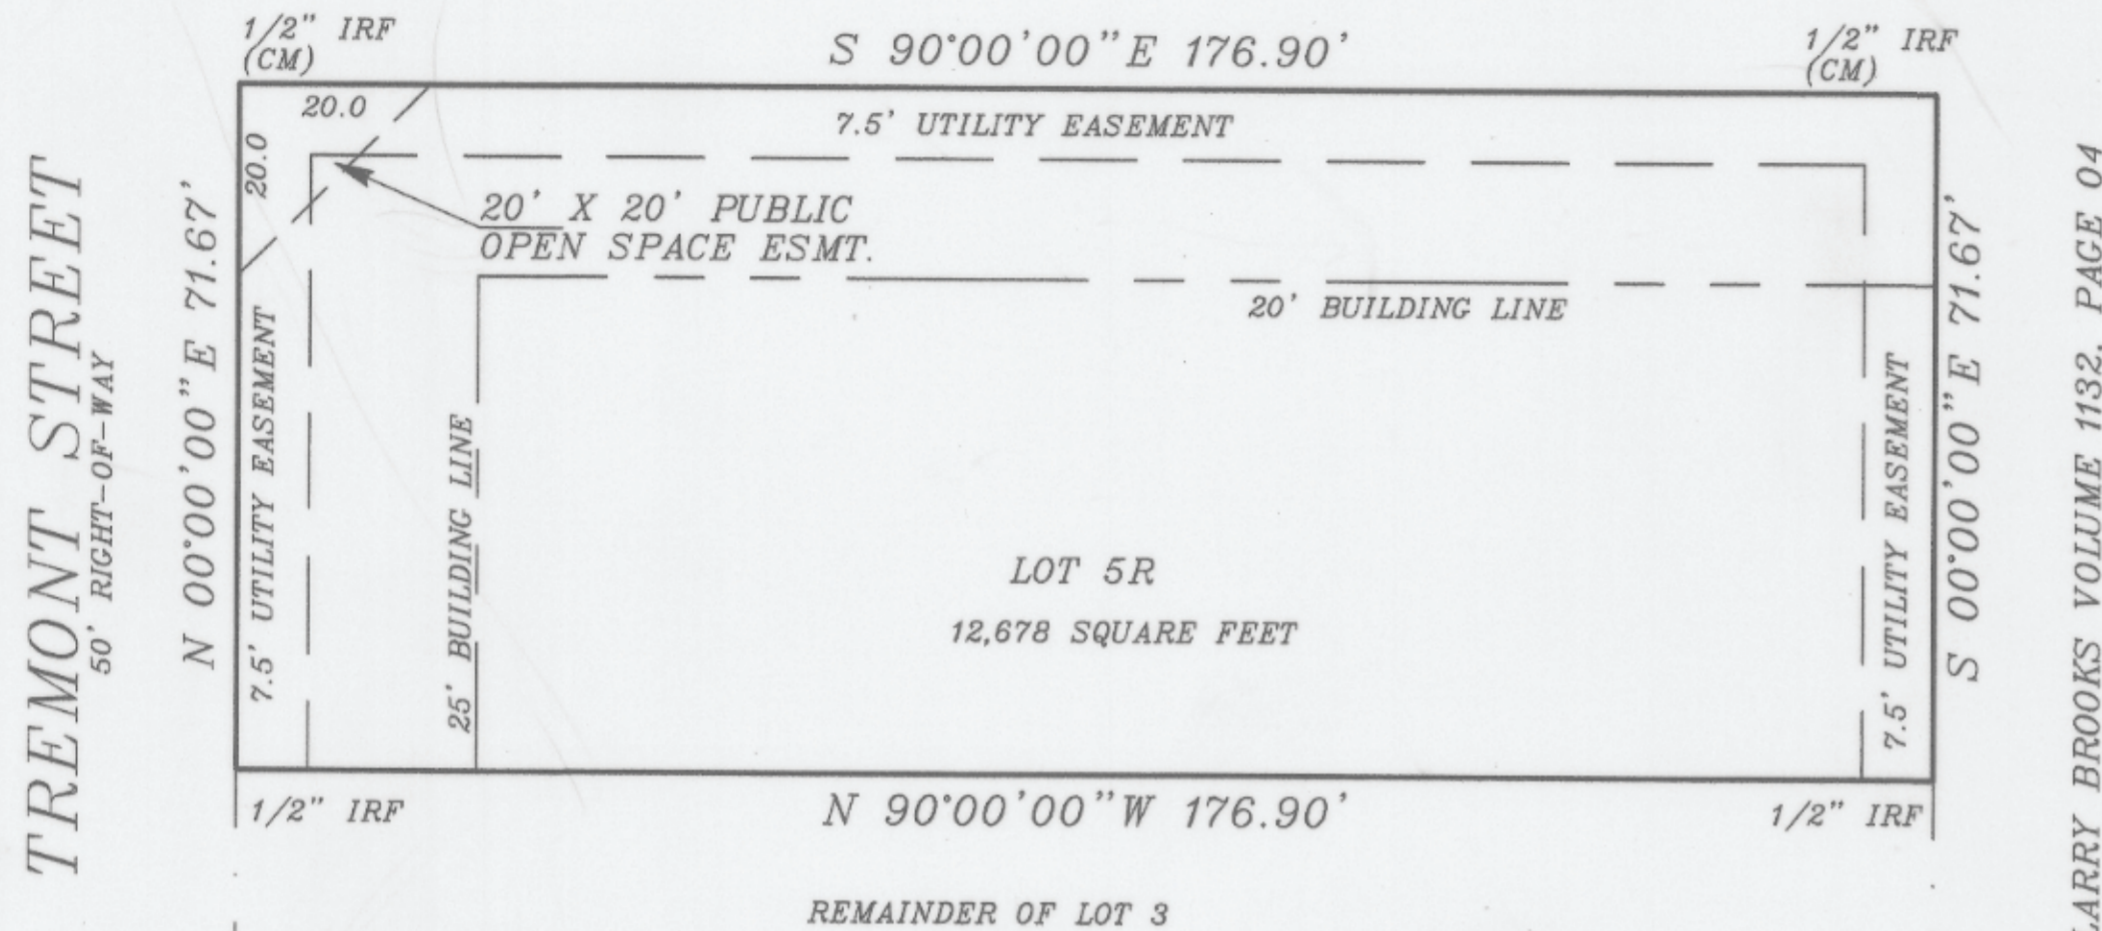 1/2" IRF
(CM)
S 90°00'00"E 176.90'
1/2" IRF
(CM)
20.0
20.0
7.5' UTILITY EASEMENT
20' X 20' PUBLIC
OPEN SPACE ESMT.
20' BUILDING LINE
TREMONT STREET
50' RIGHT-OF-WAY
N 00°00'00"E 71.67'
7.5' UTILITY EASEMENT
25' BUILDING LINE
LOT 5R
12,678 SQUARE FEET
7.5' UTILITY EASEMENT
S 00°00'00"E 71.67'
LARRY BROOKS VOLUME 1132, PAGE 04
1/2" IRF
N 90°00'00"W 176.90'
1/2" IRF
REMAINDER OF LOT 3